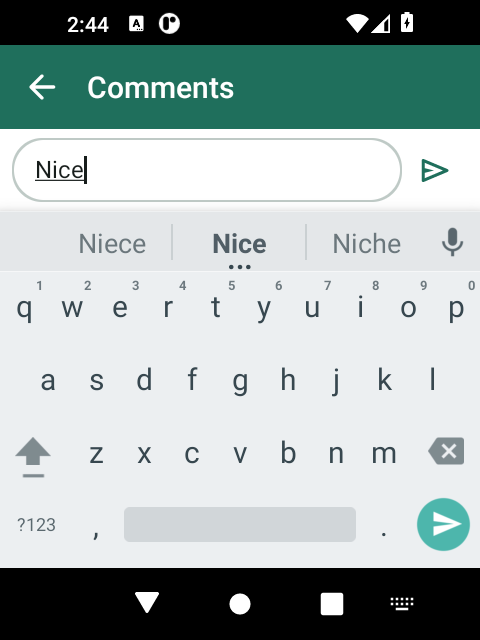 2:44 A
Comments
Nice
Niece Nice Niche
1 2 3 4 5 6 7 8 9 0
q w e r t y u i o p
a s d f g h j k l
z x c v b n m
?123 , .